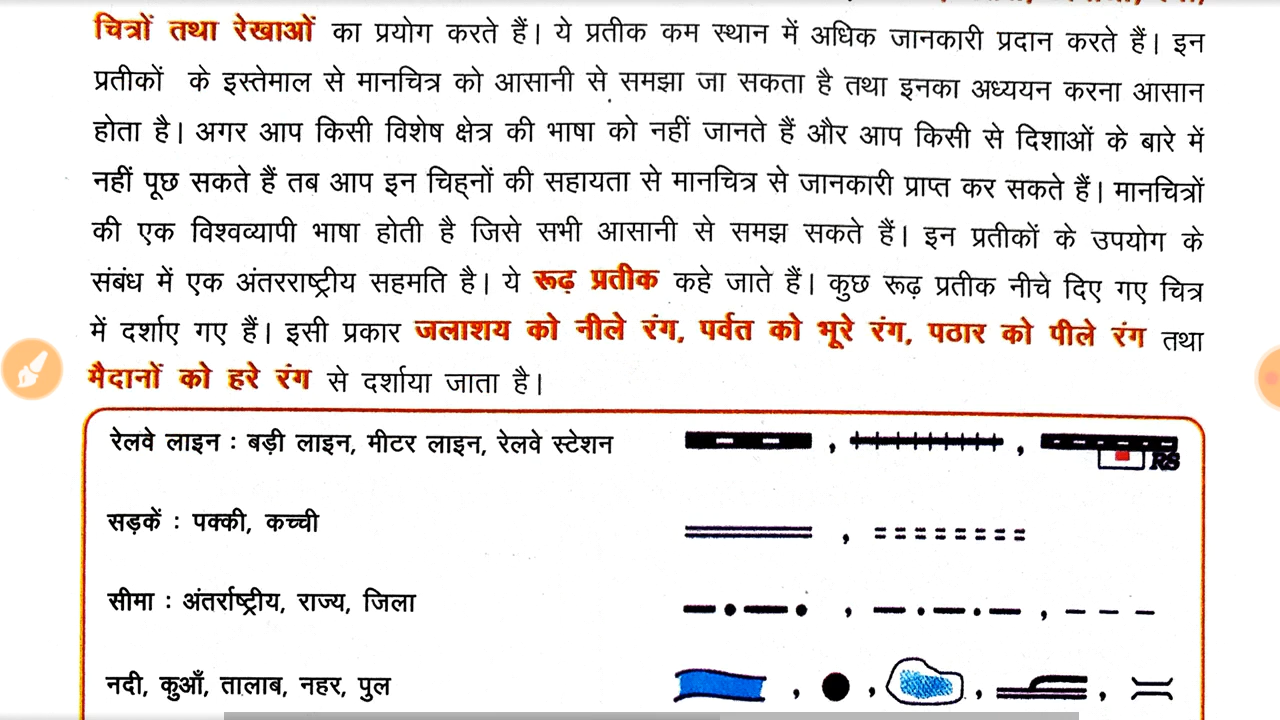 चित्रों तथा रेखाओं का प्रयोग करते हैं। ये प्रतीक कम स्थान में अधिक जानकारी प्रदान करते हैं। इन
प्रतीकों के इस्तेमाल से मानचित्र को आसानी से समझा जा सकता है तथा इनका अध्ययन करना आसान
होता है। अगर आप किसी विशेष क्षेत्र की भाषा को नहीं जानते हैं और आप किसी से दिशाओं के बारे में
नहीं पूछ सकते हैं तब आप इन चिह्नों की सहायता से मानचित्र से जानकारी प्राप्त कर सकते हैं। मानचित्रों
की एक विश्वव्यापी भाषा होती है जिसे सभी आसानी से समझ सकते हैं। इन प्रतीकों के उपयोग के
संबंध में एक अंतरराष्ट्रीय सहमति है। ये रूढ़ प्रतीक कहे जाते हैं। कुछ रूढ़ प्रतीक नीचे दिए गए चित्र
में दर्शाए गए हैं। इसी प्रकार जलाशय को नीले रंग, पर्वत को भूरे रंग, पठार को पीले रंग तथा
मैदानों को हरे रंग से दर्शाया जाता है।
रेलवे लाइन : बड़ी लाइन, मीटर लाइन, रेलवे स्टेशन
RS
सड़कें : पक्की, कच्ची
सीमा : अंतर्राष्ट्रीय, राज्य, जिला
नदी, कुआँ, तालाब, नहर, पुल